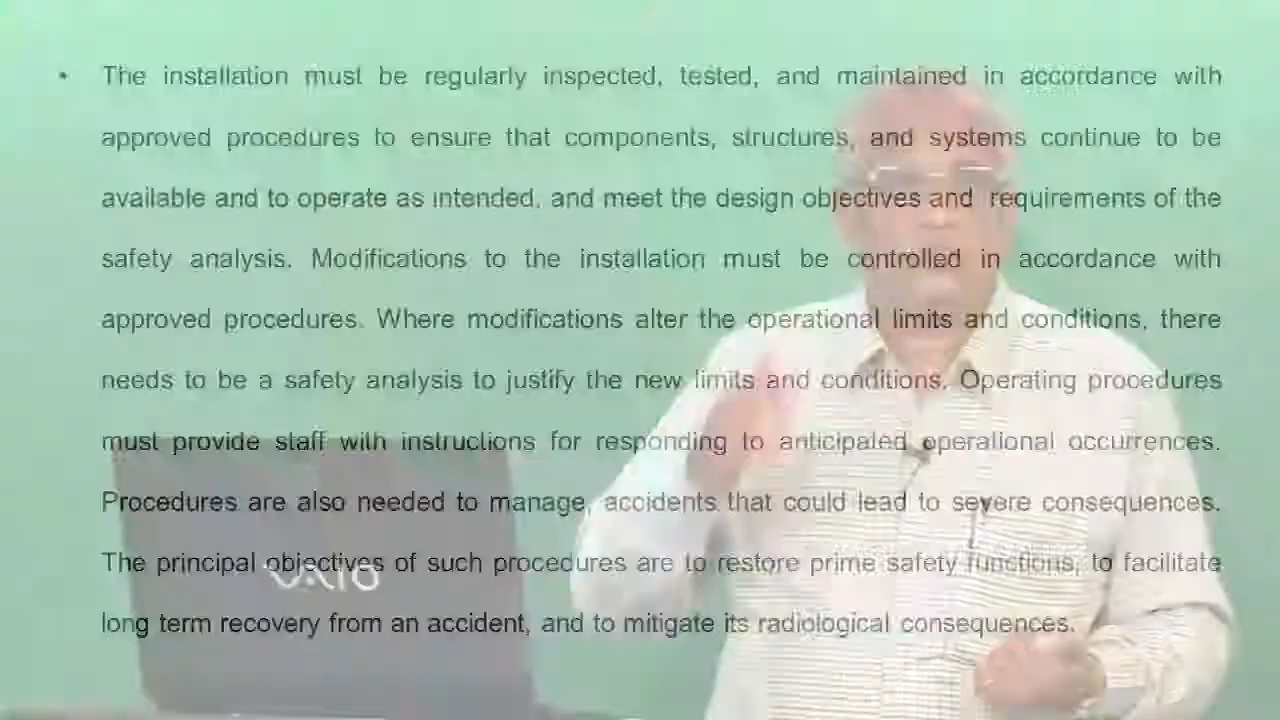 • The installation must be regularly inspected, tested, and maintained in accordance with
approved procedures to ensure that components, structures, and systems continue to be
available and to operate as intended, and meet the design objectives and requirements of the
safety analysis. Modifications to the installation must be controlled in accordance with
approved procedures. Where modifications alter the operational limits and conditions, there
needs to be a safety analysis to justify the new limits and conditions. Operating procedures
must provide staff with instructions for responding to anticipated operational occurrences.
Procedures are also needed to manage, accidents that could lead to severe consequences.
The principal objectives of such procedures are to restore prime safety functions, to facilitate
VAIO
long term recovery from an accident, and to mitigate its radiological consequences.